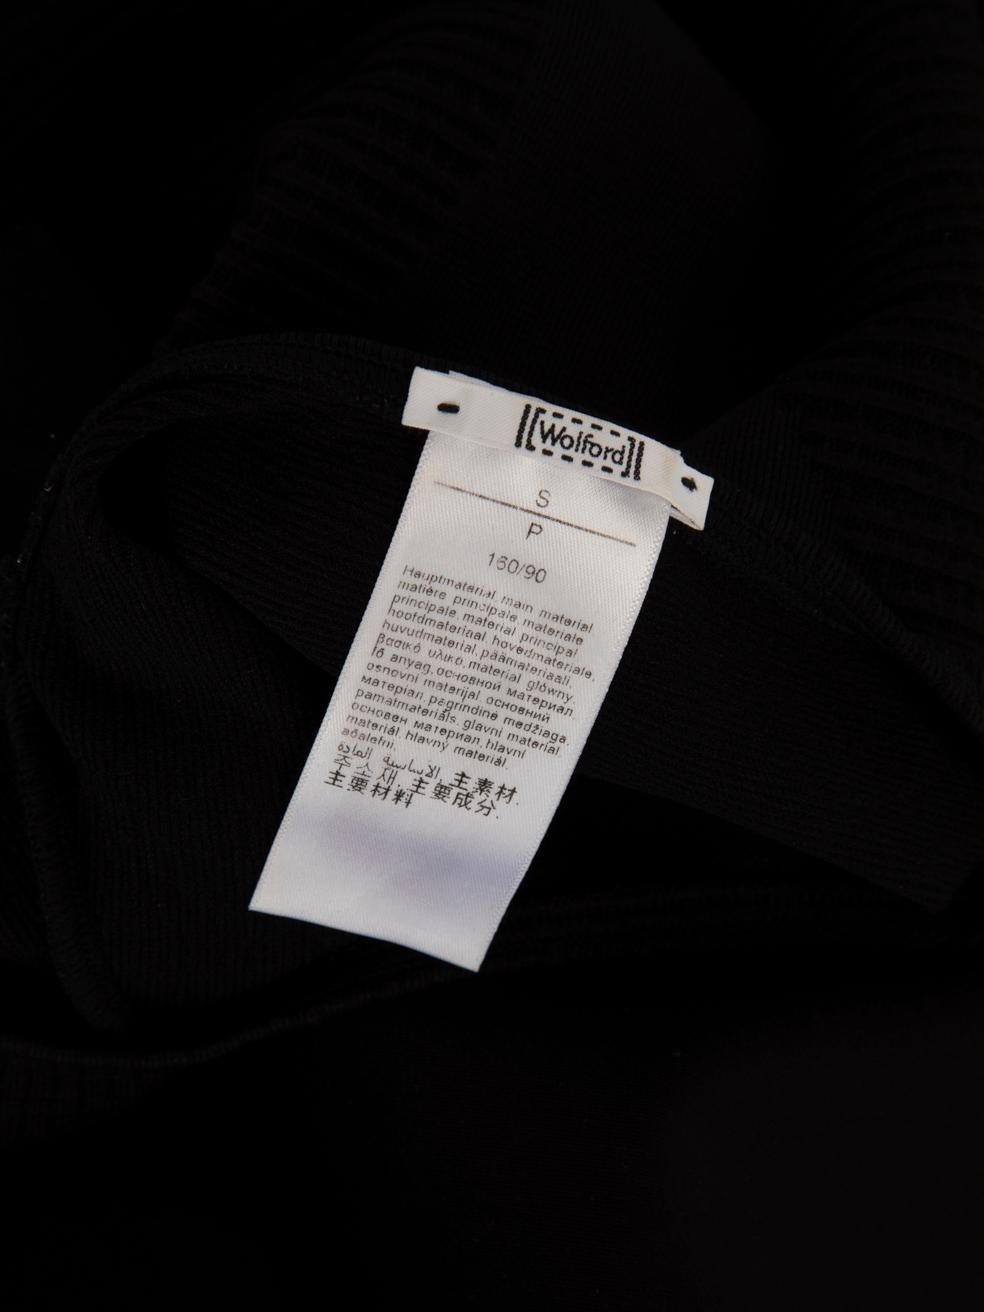 Wolford
S
P
160/90
Hauptmaterial, main material
matière principale, materiale
principale, material principal
hoofdmateriaal, hovedmateriale,
huvudmaterial, päämateriaali,
βασικό υλικό, material główny,
fő anyag, основной материал,
osnovni materijal, основний
матеріал, pagrindinė medžiaga,
pamatmateriāls, glavni material,
основен материал, hlavní
materiál, hlavný materiál,
aðalefni,
المادة الاساسية, 主素材,
주소재, 主要成分,
主要材料